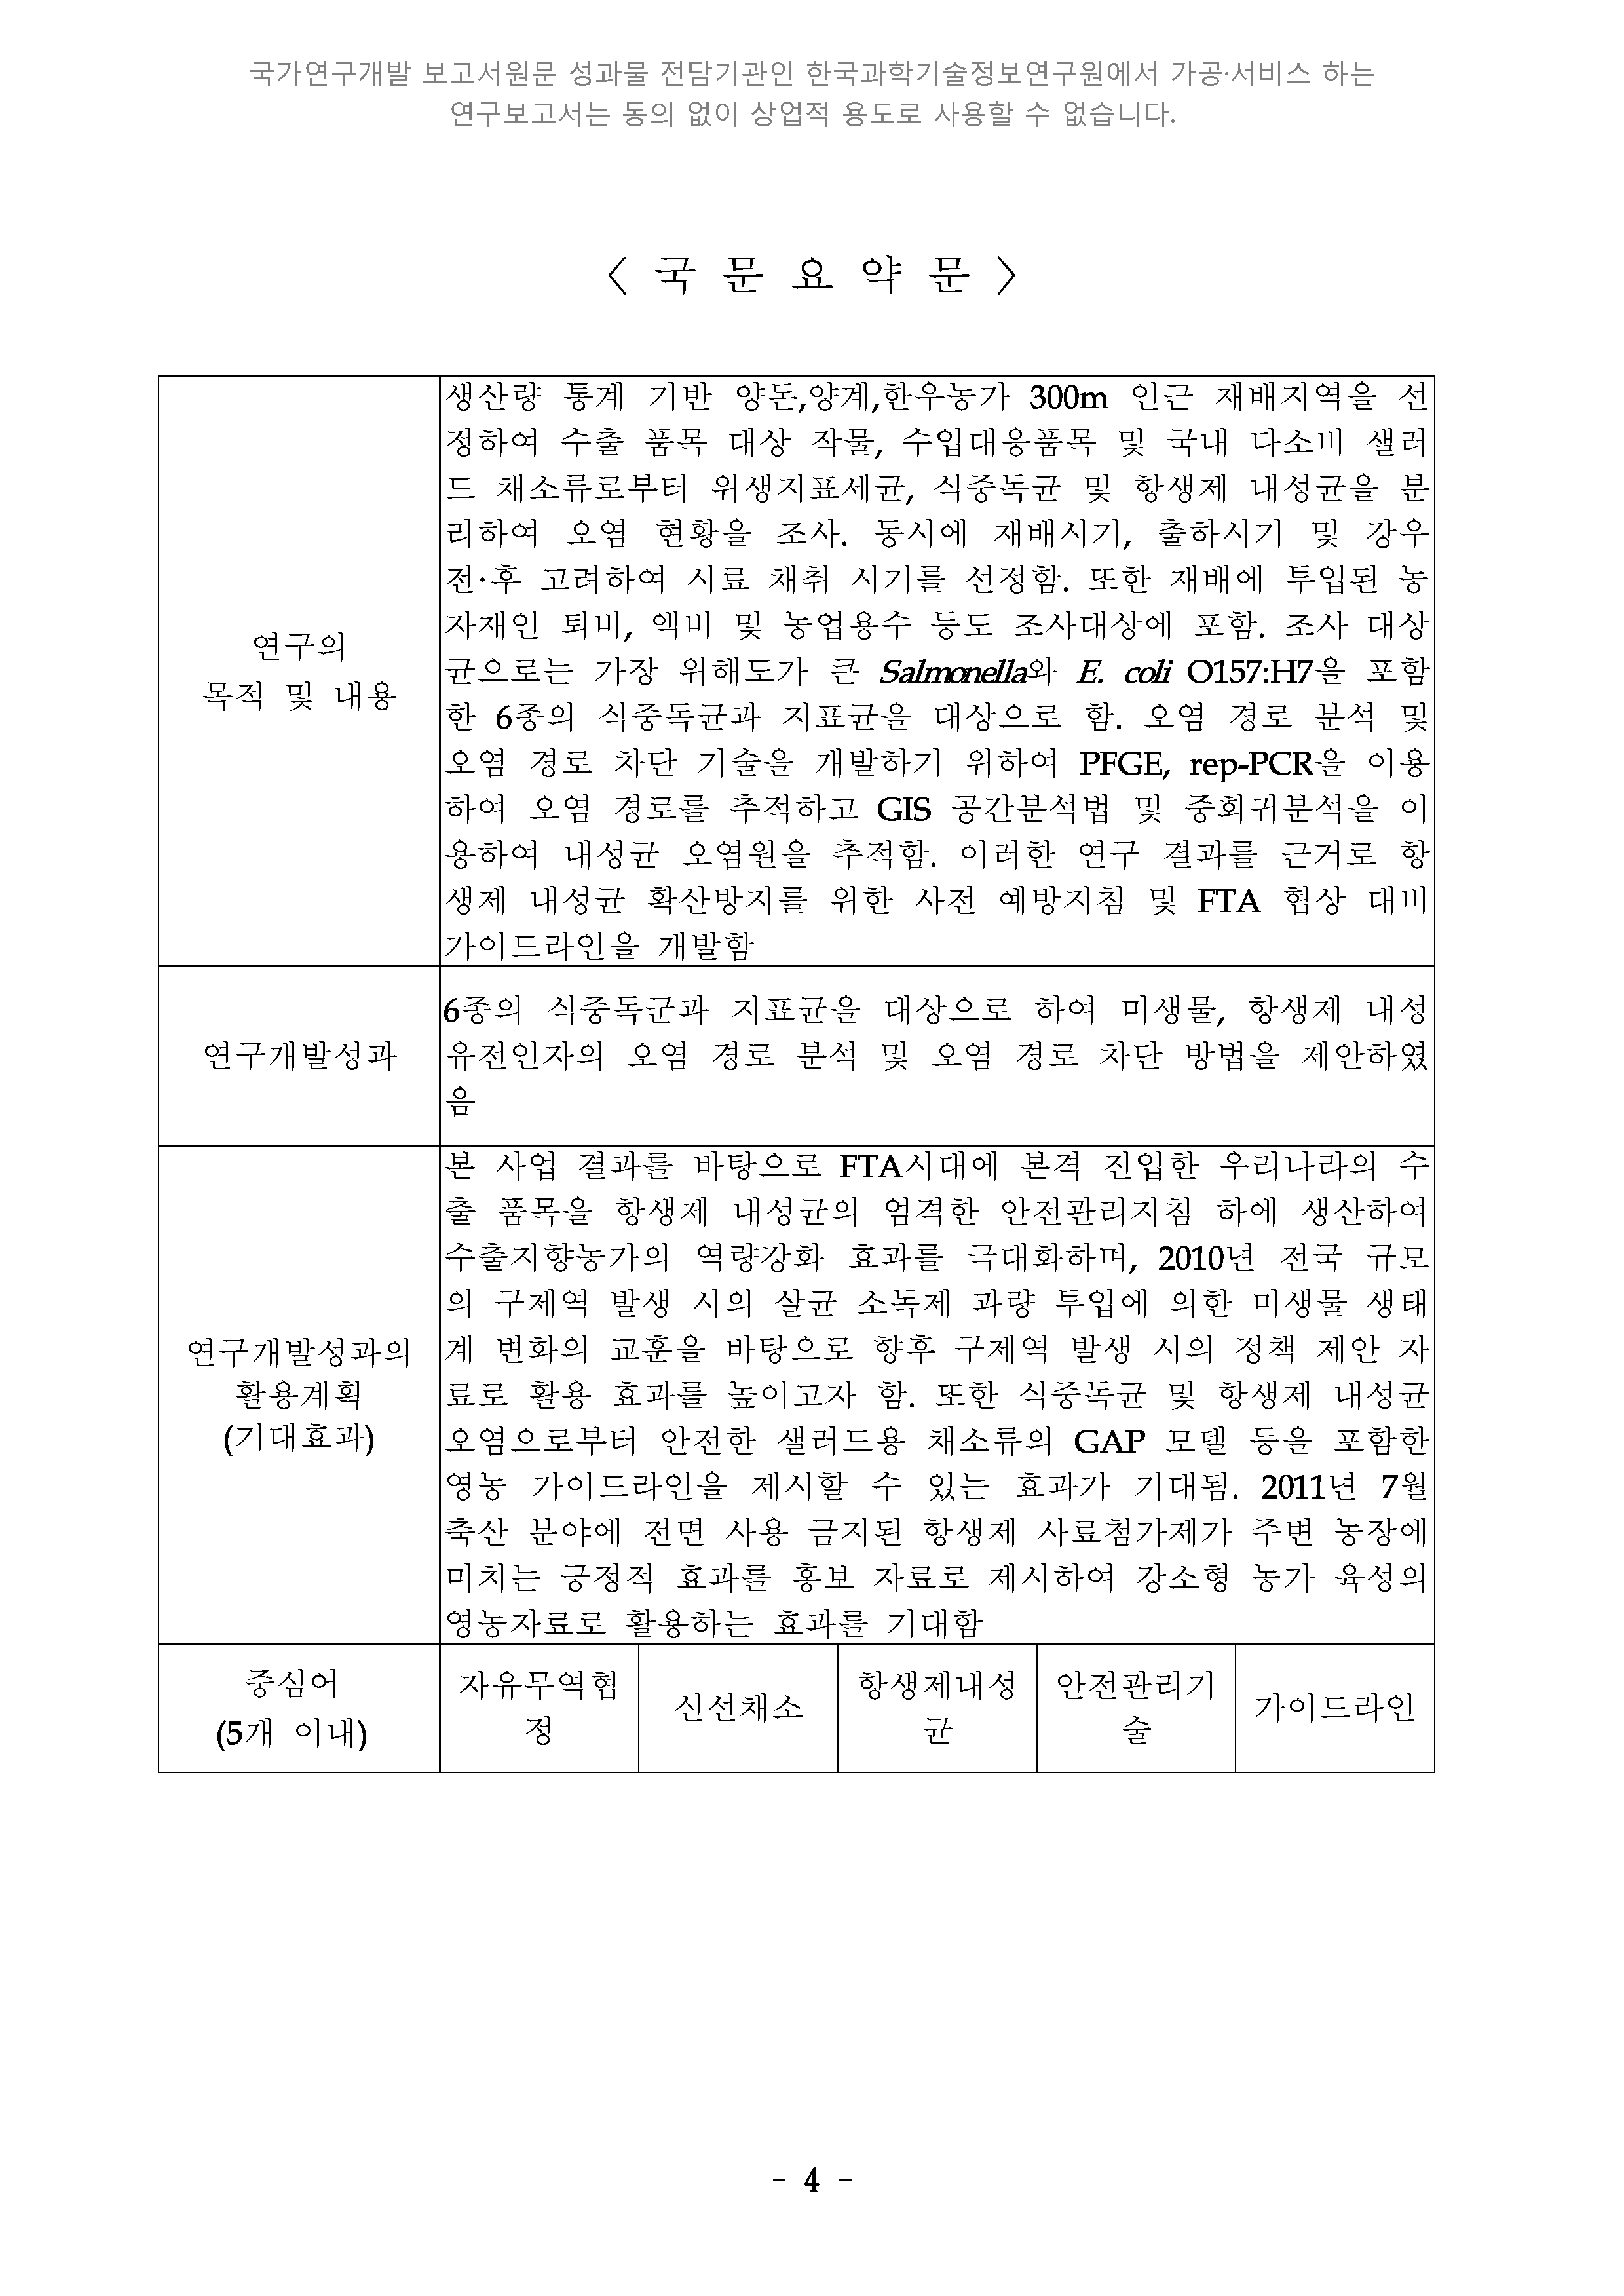 국가연구개발 보고서원문 성과물 전담기관인 한국과학기술정보연구원에서 가공·서비스 하는
연구보고서는 동의 없이 상업적 용도로 사용할 수 없습니다.
< 국 문 요 약 문 >
연구의
목적 및 내용
생산량 통계 기반 양돈,양계,한우농가 300m 인근 재배지역을 선
정하여 수출 품목 대상 작물, 수입대응품목 및 국내 다소비 샐러
드 채소류로부터 위생지표세균, 식중독균 및 항생제 내성균을 분
리하여 오염 현황을 조사. 동시에 재배시기, 출하시기 및 강우
전·후 고려하여 시료 채취 시기를 선정함. 또한 재배에 투입된 농
자재인 퇴비, 액비 및 농업용수 등도 조사대상에 포함. 조사 대상
균으로는 가장 위해도가 큰 Salmonella와 E. coli O157:H7을 포함
한 6종의 식중독균과 지표균을 대상으로 함. 오염 경로 분석 및
오염 경로 차단 기술을 개발하기 위하여 PFGE, rep-PCR을 이용
하여 오염 경로를 추적하고 GIS 공간분석법 및 중회귀분석을 이
용하여 내성균 오염원을 추적함. 이러한 연구 결과를 근거로 항
생제 내성균 확산방지를 위한 사전 예방지침 및 FTA 협상 대비
가이드라인을 개발함
연구개발성과
6종의 식중독군과 지표균을 대상으로 하여 미생물, 항생제 내성
유전인자의 오염 경로 분석 및 오염 경로 차단 방법을 제안하였
음
연구개발성과의
활용계획
(기대효과)
본 사업 결과를 바탕으로 FTA시대에 본격 진입한 우리나라의 수
출 품목을 항생제 내성균의 엄격한 안전관리지침 하에 생산하여
수출지향농가의 역량강화 효과를 극대화하며, 2010년 전국 규모
의 구제역 발생 시의 살균 소독제 과량 투입에 의한 미생물 생태
계 변화의 교훈을 바탕으로 향후 구제역 발생 시의 정책 제안 자
료로 활용 효과를 높이고자 함. 또한 식중독균 및 항생제 내성균
오염으로부터 안전한 샐러드용 채소류의 GAP 모델 등을 포함한
영농 가이드라인을 제시할 수 있는 효과가 기대됨. 2011년 7월
축산 분야에 전면 사용 금지된 항생제 사료첨가제가 주변 농장에
미치는 긍정적 효과를 홍보 자료로 제시하여 강소형 농가 육성의
영농자료로 활용하는 효과를 기대함
중심어
(5개 이내)
자유무역협
정
신선채소
항생제내성
균
안전관리기
술
가이드라인
- 4 -